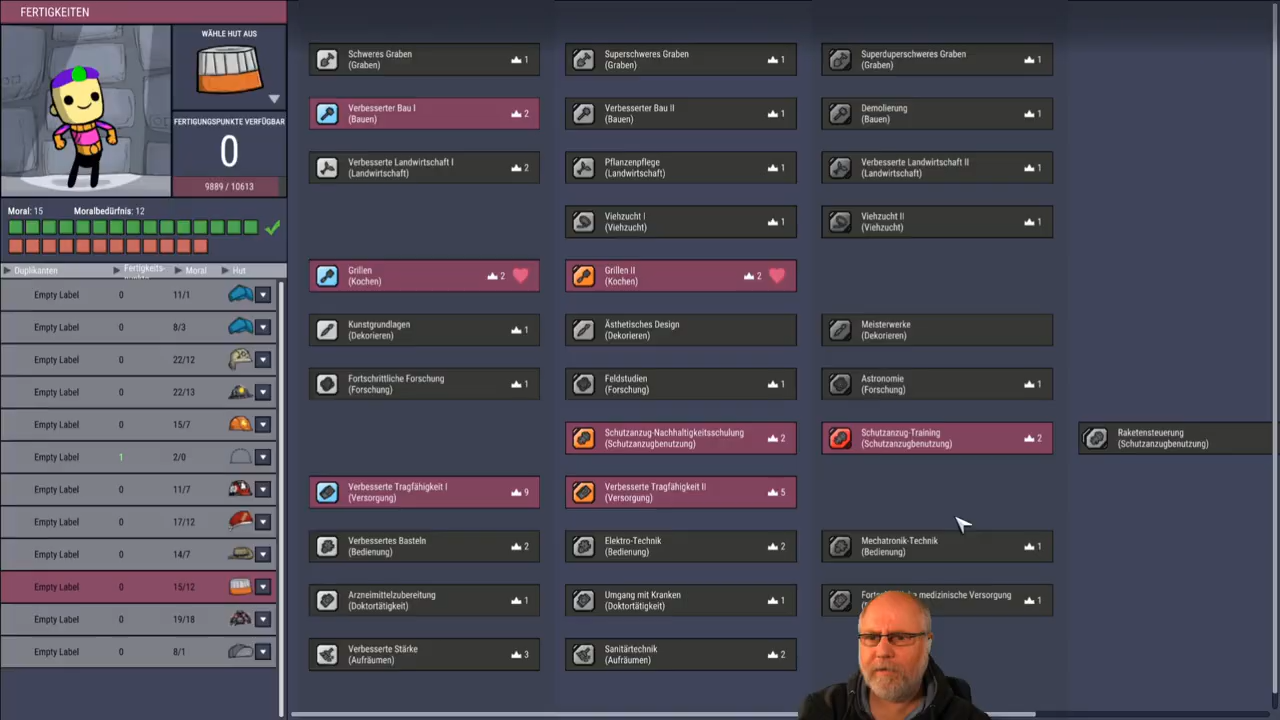 FERTIGKEITEN
WÄHLE HUT AUS
FERTIGUNGSPUNKTE VERFÜGBAR
0
9889 / 10613
Moral: 15 Moralbedürfnis: 12
Duplikanten Fertigkeits- Moral Hut
Empty Label 0 11/1
Empty Label 0 8/3
Empty Label 0 22/12
Empty Label 0 22/13
Empty Label 0 15/7
Empty Label 1 2/0
Empty Label 0 11/7
Empty Label 0 17/12
Empty Label 0 14/7
Empty Label 0 15/12
Empty Label 0 19/18
Empty Label 0 8/1
Schweres Graben
(Graben)
1
Superschweres Graben
(Graben)
1
Superduperschweres Graben
(Graben)
1
Verbesserter Bau I
(Bauen)
2
Verbesserter Bau II
(Bauen)
1
Demolierung
(Bauen)
1
Verbesserte Landwirtschaft I
(Landwirtschaft)
2
Pflanzenpflege
(Landwirtschaft)
1
Verbesserte Landwirtschaft II
(Landwirtschaft)
1
Viehzucht I
(Viehzucht)
1
Viehzucht II
(Viehzucht)
1
Grillen
(Kochen)
2
Grillen II
(Kochen)
2
Kunstgrundlagen
(Dekorieren)
1
Ästhetisches Design
(Dekorieren)
Meisterwerke
(Dekorieren)
Fortschrittliche Forschung
(Forschung)
1
Feldstudien
(Forschung)
1
Astronomie
(Forschung)
1
Schutzanzug-Nachhaltigkeitsschulung
(Schutzanzugbenutzung)
2
Schutzanzug-Training
(Schutzanzugbenutzung)
2
Raketensteuerung
(Schutzanzugbenutzung)
Verbesserte Tragfähigkeit I
(Versorgung)
9
Verbesserte Tragfähigkeit II
(Versorgung)
5
Verbessertes Basteln
(Bedienung)
2
Elektro-Technik
(Bedienung)
2
Mechatronik-Technik
(Bedienung)
1
Arzneimittelzubereitung
(Doktortätigkeit)
1
Umgang mit Kranken
(Doktortätigkeit)
1
medizinische Versorgung
1
Verbesserte Stärke
(Aufräumen)
3
Sanitärtechnik
(Aufräumen)
2